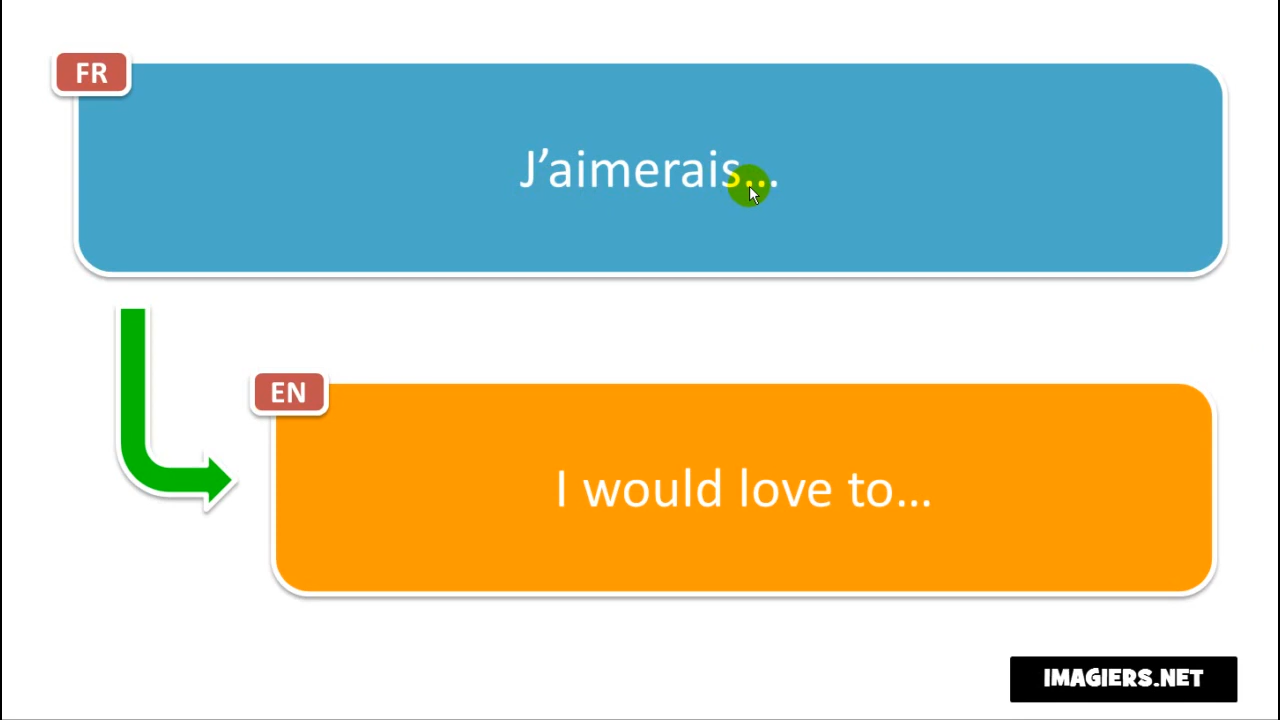 FR
J’aimerais...
EN
I would love to...
IMAGIERS.NET